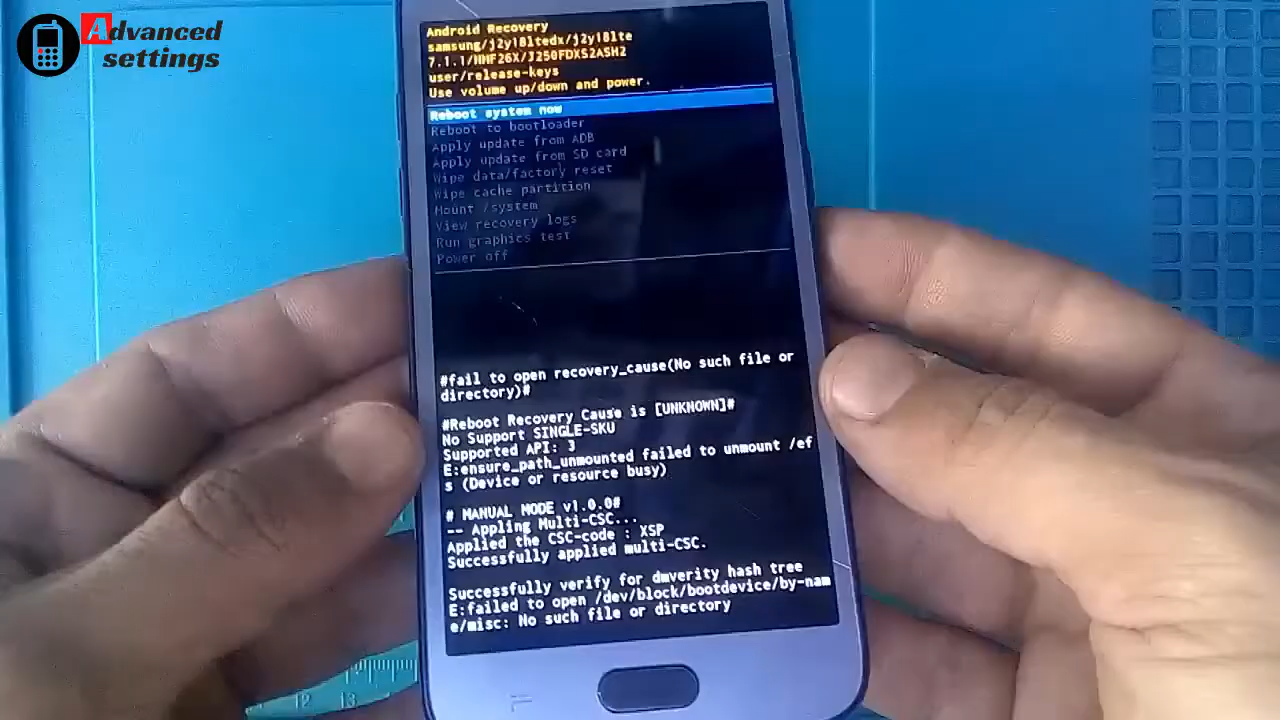 Advanced
settings
Android Recovery
samsung/j2y18ltedx/j2y18lte
7.1.1/NMF26X/J250FDXS2ASH2
user/release-keys
Use volume up/down and power.
Reboot system now
Reboot to bootloader
Apply update from ADB
Apply update from SD card
Wipe data/factory reset
Wipe cache partition
Mount /system
View recovery logs
Run graphics test
Power off
#fail to open recovery_cause(No such file or
directory)#
#Reboot Recovery Cause is [UNKNOWN]#
No Support SINGLE-SKU
Supported API: 3
E:ensure_path_unmounted failed to unmount /ef
s (Device or resource busy)
# MANUAL MODE v1.0.0#
-- Appling Multi-CSC...
Applied the CSC-code : XSP
Successfully applied multi-CSC.
Successfully verify for dmverity hash tree
E:failed to open /dev/block/bootdevice/by-nam
e/misc: No such file or directory
12 13